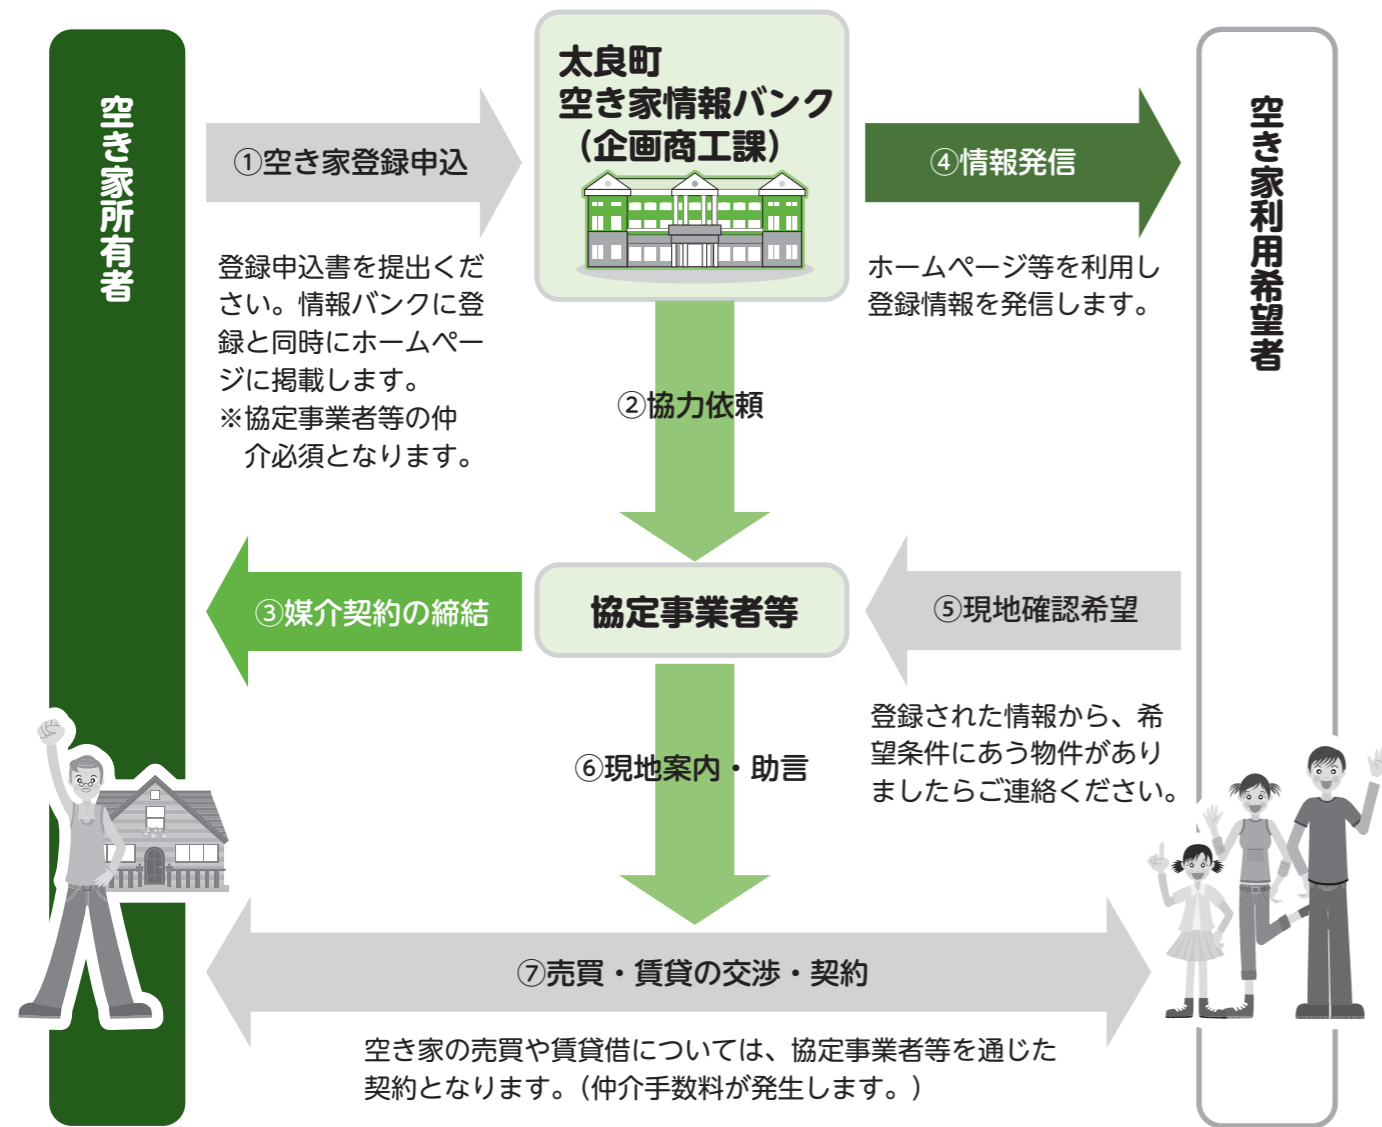 空き家所有者
①空き家登録申込
登録申込書を提出くだ
さい。情報バンクに登
録と同時にホームペー
ジに掲載します。
※協定事業者等の仲
介必須となります。
太良町
空き家情報バンク
（企画商工課）
②協力依頼
③媒介契約の締結
協定事業者等
④情報発信
ホームページ等を利用し
登録情報を発信します。
空き家利用希望者
⑤現地確認希望
登録された情報から、希
望条件にあう物件があり
ましたらご連絡ください。
⑥現地案内・助言
⑦売買・賃貸の交渉・契約
空き家の売買や賃貸借については、協定事業者等を通じた
契約となります。（仲介手数料が発生します。）